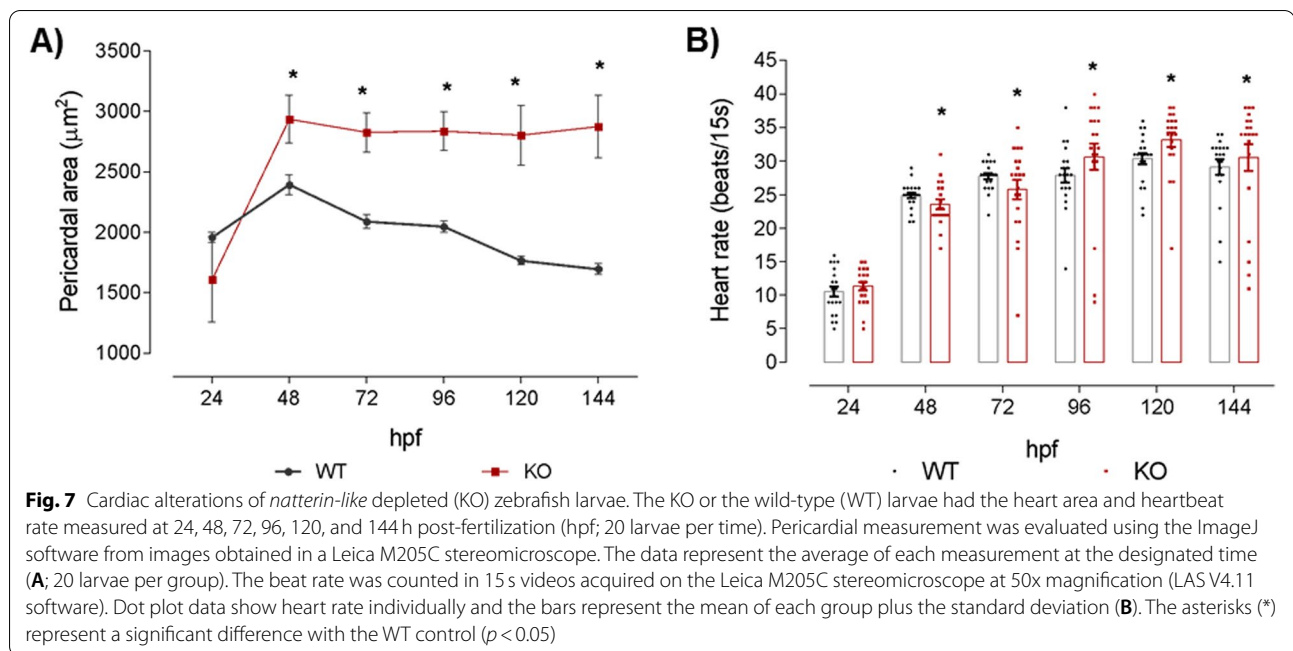 A)
3500
3000
2500
2000
1500
1000
Pericardal area (μm²)
* * * * *
24 48 72 96 120 144
hpf
WT KO
B)
45
40
35
30
25
20
15
10
5
0
Heart rate (beats/15s)
* * * * *
24 48 72 96 120 144
hpf
WT KO
Fig. 7 Cardiac alterations of natterin-like depleted (KO) zebrafish larvae. The KO or the wild-type (WT) larvae had the heart area and heartbeat
rate measured at 24, 48, 72, 96, 120, and 144 h post-fertilization (hpf; 20 larvae per time). Pericardial measurement was evaluated using the ImageJ
software from images obtained in a Leica M205C stereomicroscope. The data represent the average of each measurement at the designated time
(A; 20 larvae per group). The beat rate was counted in 15 s videos acquired on the Leica M205C stereomicroscope at 50x magnification (LAS V4.11
software). Dot plot data show heart rate individually and the bars represent the mean of each group plus the standard deviation (B). The asterisks (*)
represent a significant difference with the WT control (p < 0.05)